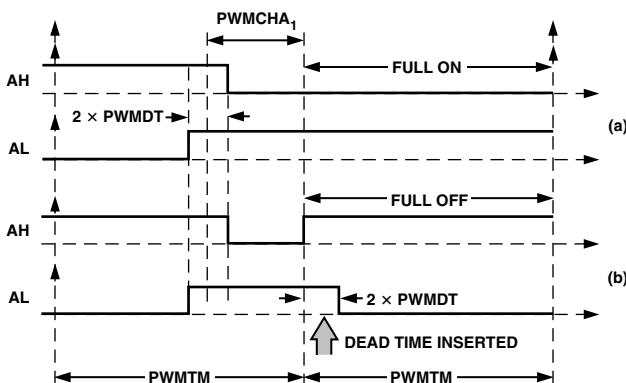 PWMCHA1
FULL ON
AH
2 × PWMDT
(a)
AL
FULL OFF
AH
(b)
AL
2 × PWMDT
DEAD TIME INSERTED
PWMTM
PWMTM